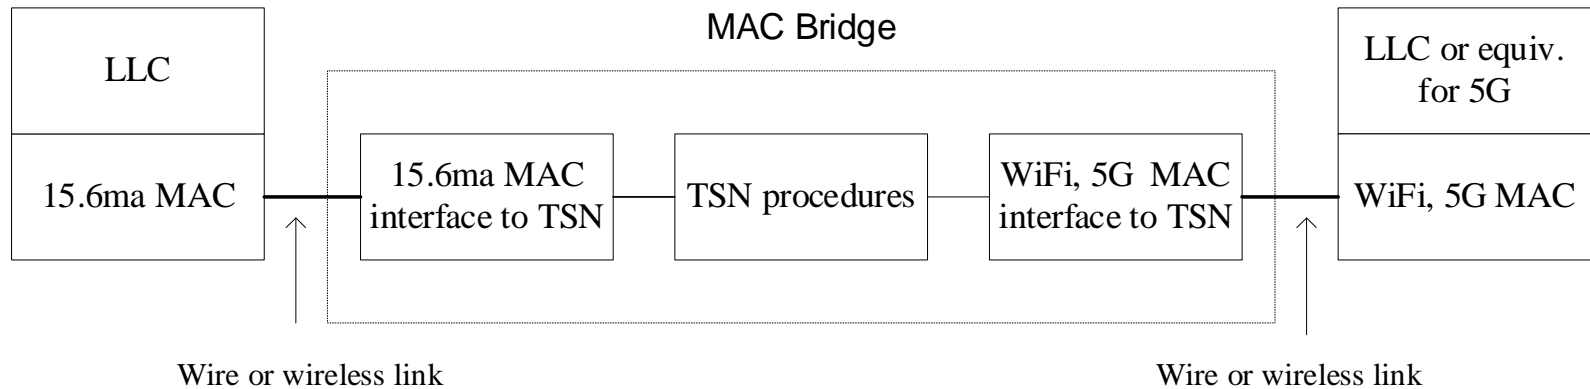 MAC Bridge
LLC
15.6ma MAC
15.6ma MAC
interface to TSN
TSN procedures
WiFi, 5G  MAC
interface to TSN
LLC or equiv.
for 5G
WiFi, 5G MAC
Wire or wireless link
Wire or wireless link